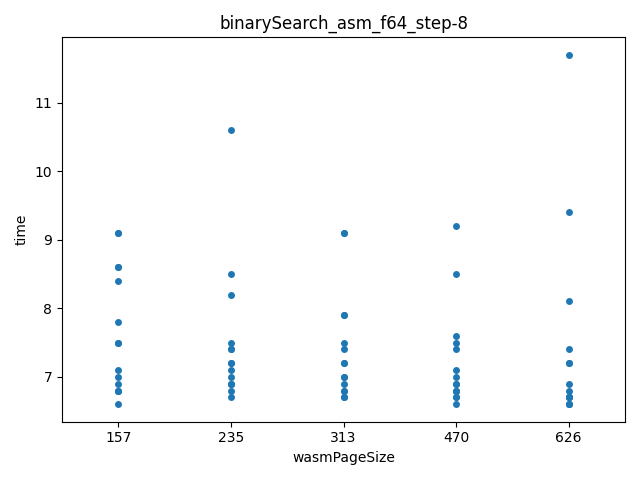 binarySearch_asm_f64_step-8
time
11
10
9
8
7
157 235 313 470 626
wasmPageSize